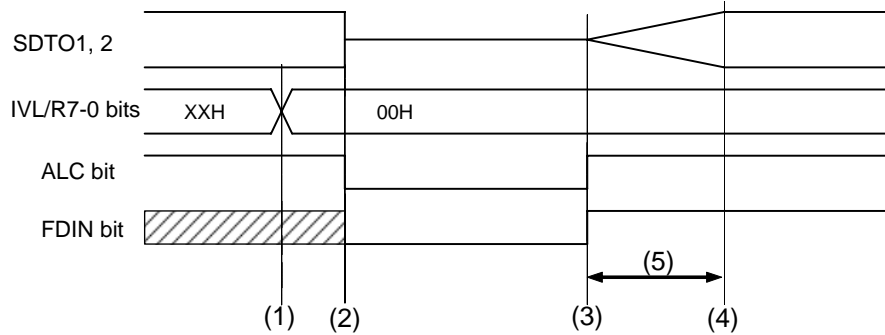 SDTO1, 2
IVL/R7-0 bits
XXH
00H
ALC bit
FDIN bit
(5)
(1)
(2)
(3)
(4)